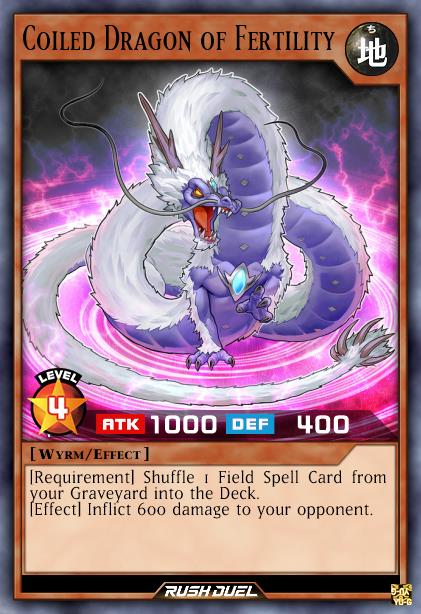 Coiled Dragon of Fertility
ち
地
LEVEL
4
ATK 1000 DEF 400
[Wyrm/Effect]
[Requirement] Shuffle 1 Field Spell Card from
your Graveyard into the Deck.
[Effect] Inflict 600 damage to your opponent.
RUSH DUEL